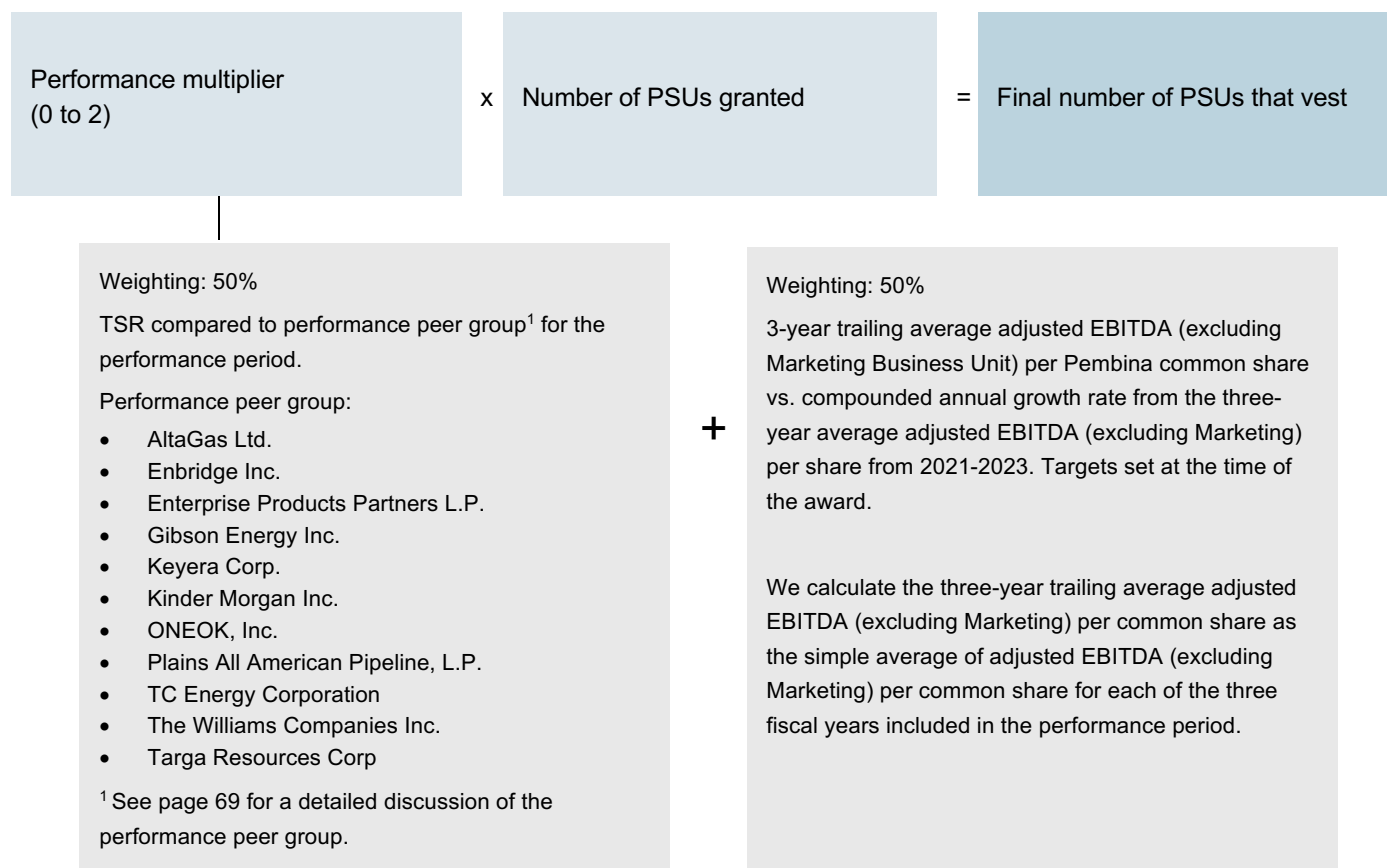 Performance multiplier
(0 to 2)
x
Number of PSUs granted
=
Final number of PSUs that vest
Weighting: 50%
TSR compared to performance peer group¹ for the
performance period.
Performance peer group:
• AltaGas Ltd.
• Enbridge Inc.
• Enterprise Products Partners L.P.
• Gibson Energy Inc.
• Keyera Corp.
• Kinder Morgan Inc.
• ONEOK, Inc.
• Plains All American Pipeline, L.P.
• TC Energy Corporation
• The Williams Companies Inc.
• Targa Resources Corp
¹ See page 69 for a detailed discussion of the
performance peer group.
+
Weighting: 50%
3-year trailing average adjusted EBITDA (excluding
Marketing Business Unit) per Pembina common share
vs. compounded annual growth rate from the three-
year average adjusted EBITDA (excluding Marketing)
per share from 2021-2023. Targets set at the time of
the award.
We calculate the three-year trailing average adjusted
EBITDA (excluding Marketing) per common share as
the simple average of adjusted EBITDA (excluding
Marketing) per common share for each of the three
fiscal years included in the performance period.